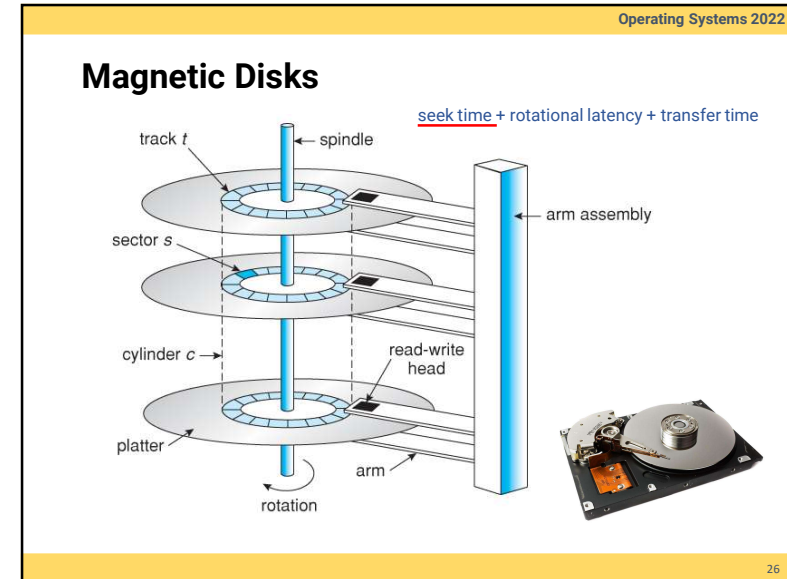 Operating Systems 2022
Magnetic Disks
seek time + rotational latency + transfer time
track t
spindle
arm assembly
sector s
cylinder c
read-write
head
platter
arm
rotation
26